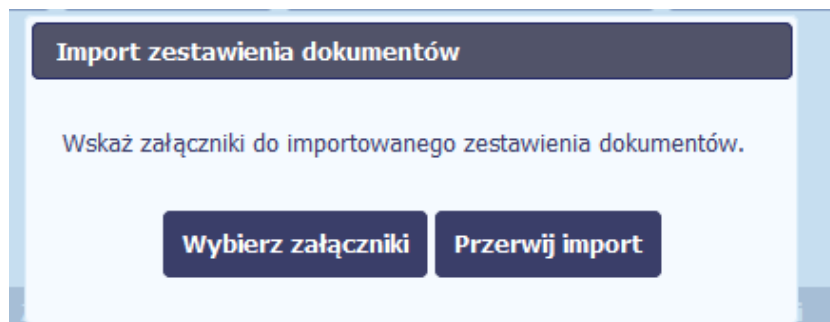 Import zestawienia dokumentów
Wskaż załączniki do importowanego zestawienia dokumentów.
Wybierz załączniki Przerwij import